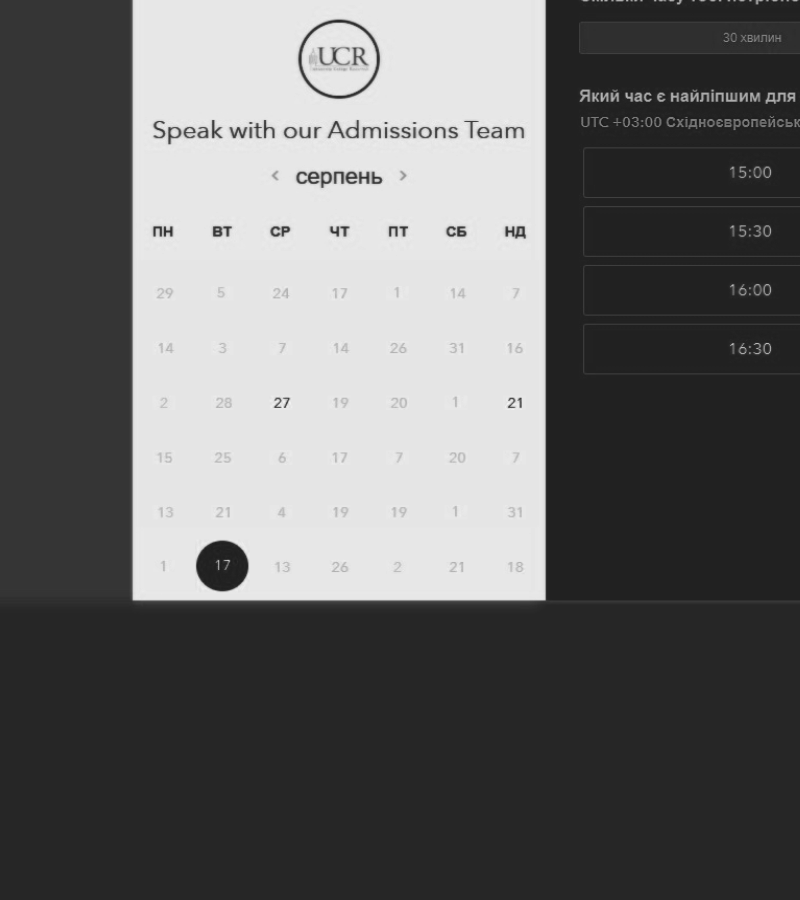 UCR
Speak with our Admissions Team
‹ серпень ›
ПН ВТ СР ЧТ ПТ СБ НД
29 5 24 17 1 14 7
14 3 7 14 26 31 16
2 28 27 19 20 1 21
15 25 6 17 7 20 7
13 21 4 19 19 1 31
1 17 13 26 2 21 18
30 хвилин
Який час є найліпшим для
UTC +03:00 Східноєвропейськ
15:00
15:30
16:00
16:30